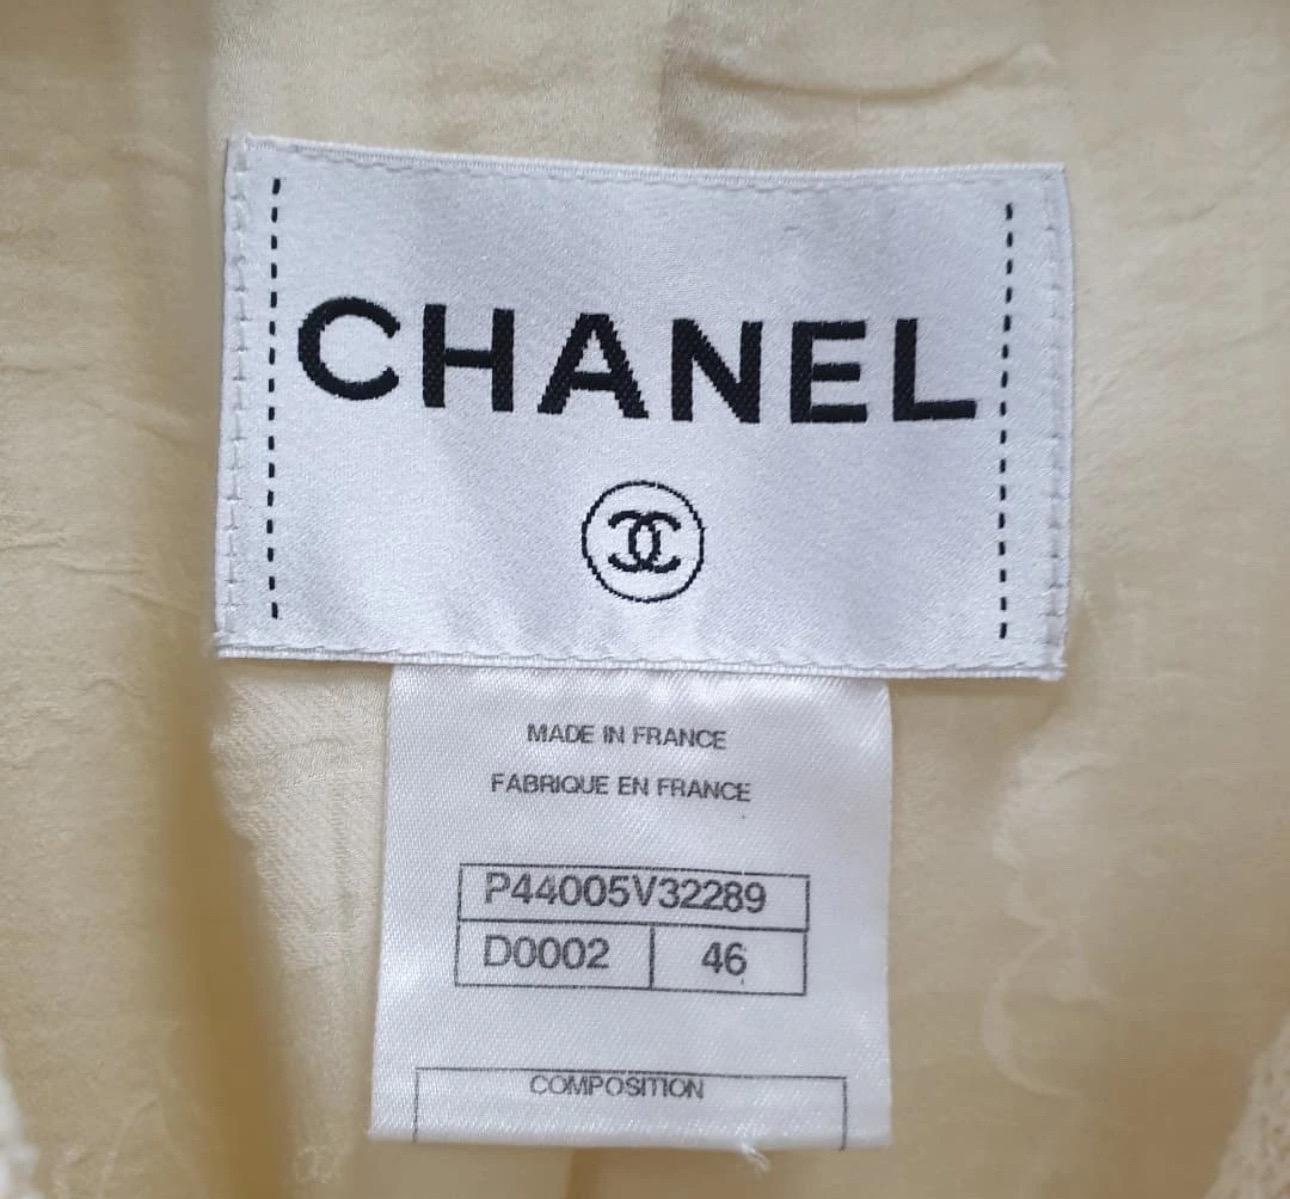 CHANEL
MADE IN FRANCE
FABRIQUE EN FRANCE
P44005V32289
D0002 46
COMPOSITION